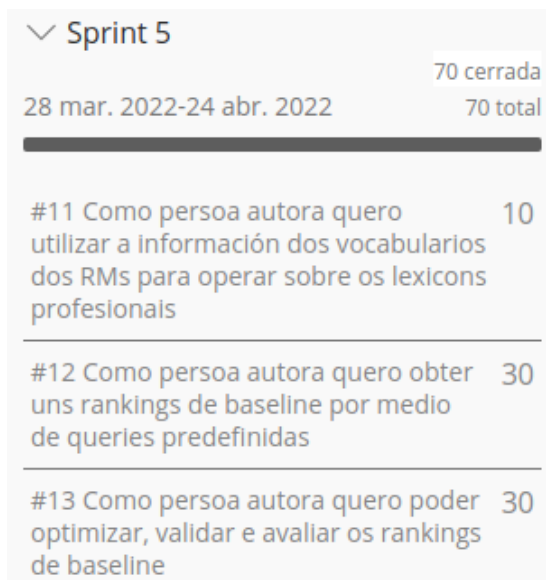 Sprint 5
70 cerrada
28 mar. 2022-24 abr. 2022 70 total
#11 Como persoa autora quero 10
utilizar a información dos vocabularios
dos RMs para operar sobre os lexicons
profesionais
#12 Como persoa autora quero obter 30
uns rankings de baseline por medio
de queries predefinidas
#13 Como persoa autora quero poder 30
optimizar, validar e avaliar os rankings
de baseline